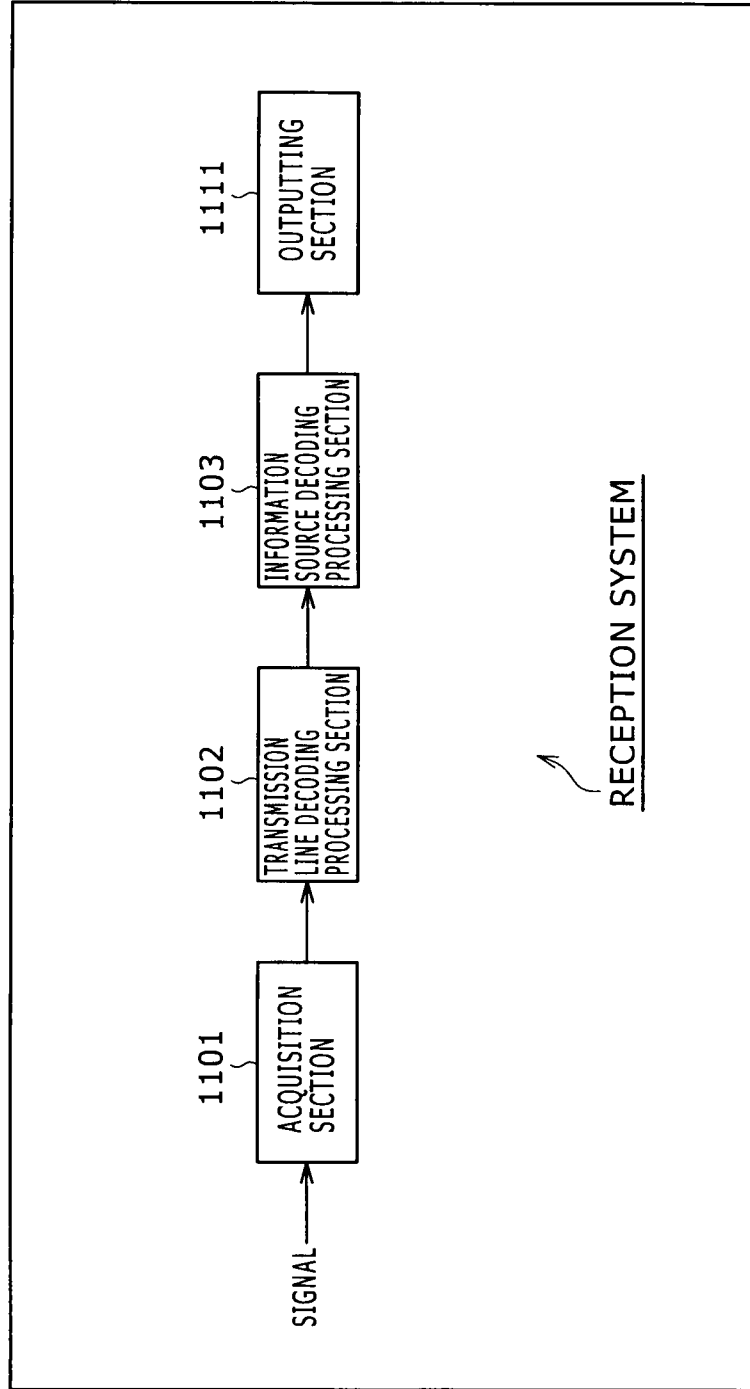 SIGNAL
1101
ACQUISITION
SECTION
1102
TRANSMISSION
LINE DECODING
PROCESSING SECTION
1103
INFORMATION
SOURCE DECODING
PROCESSING SECTION
1111
OUTPUTTING
SECTION
RECEPTION SYSTEM